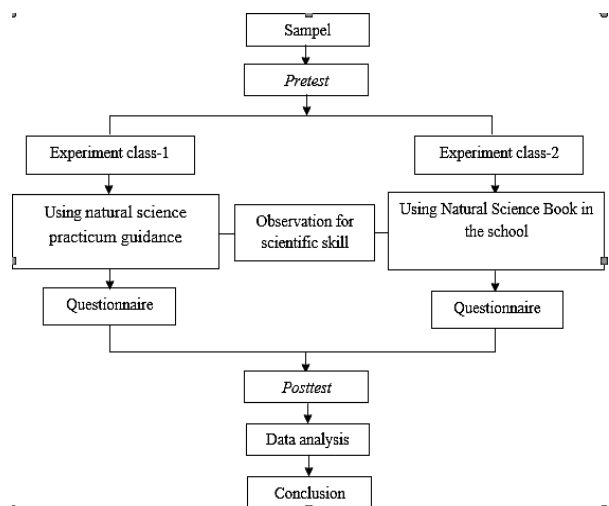 Sampel
Pretest
Experiment class-1
Experiment class-2
Using natural science
practicum guidance
Observation for
scientific skill
Using Natural Science Book in
the school
Questionnaire
Questionnaire
Posttest
Data analysis
Conclusion